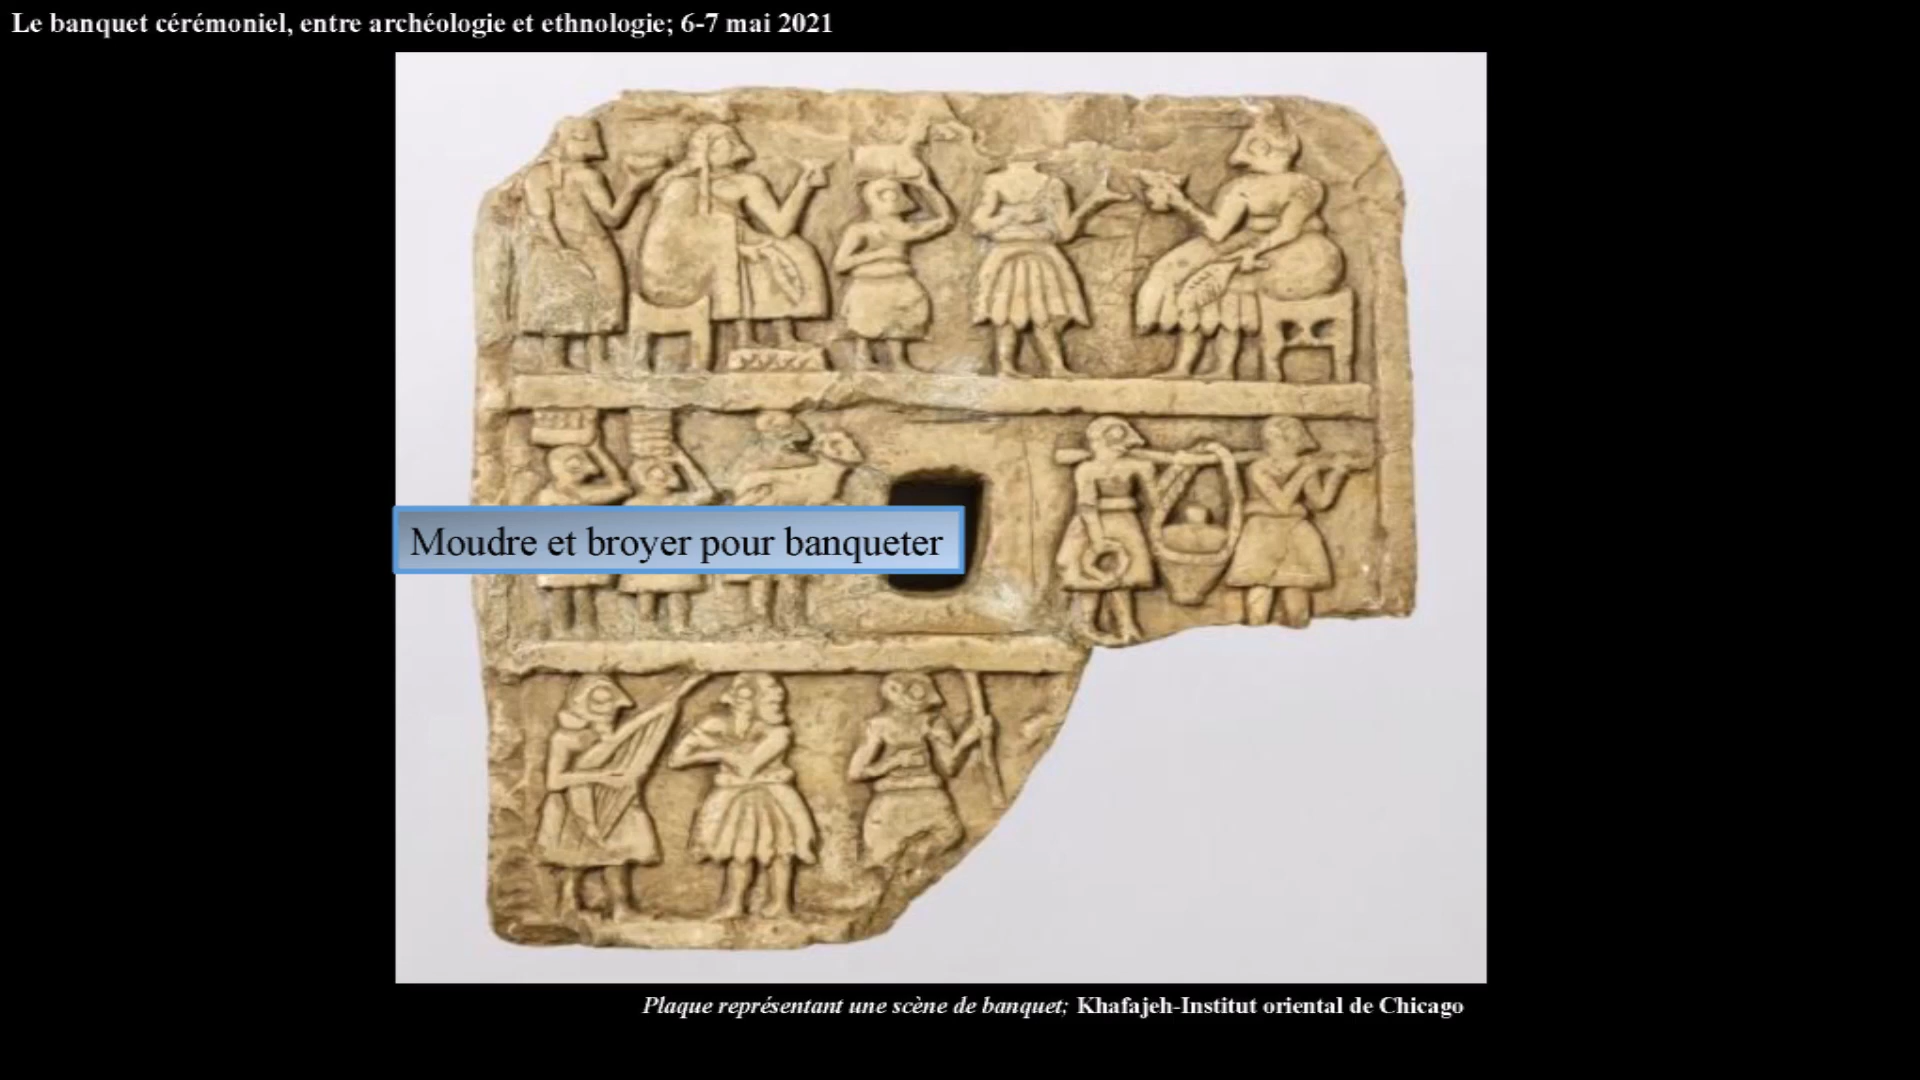 Le banquet cérémoniel, entre archéologie et ethnologie; 6-7 mai 2021
Moudre et broyer pour banqueter
Plaque représentant une scène de banquet; Khafajeh-Institut oriental de Chicago